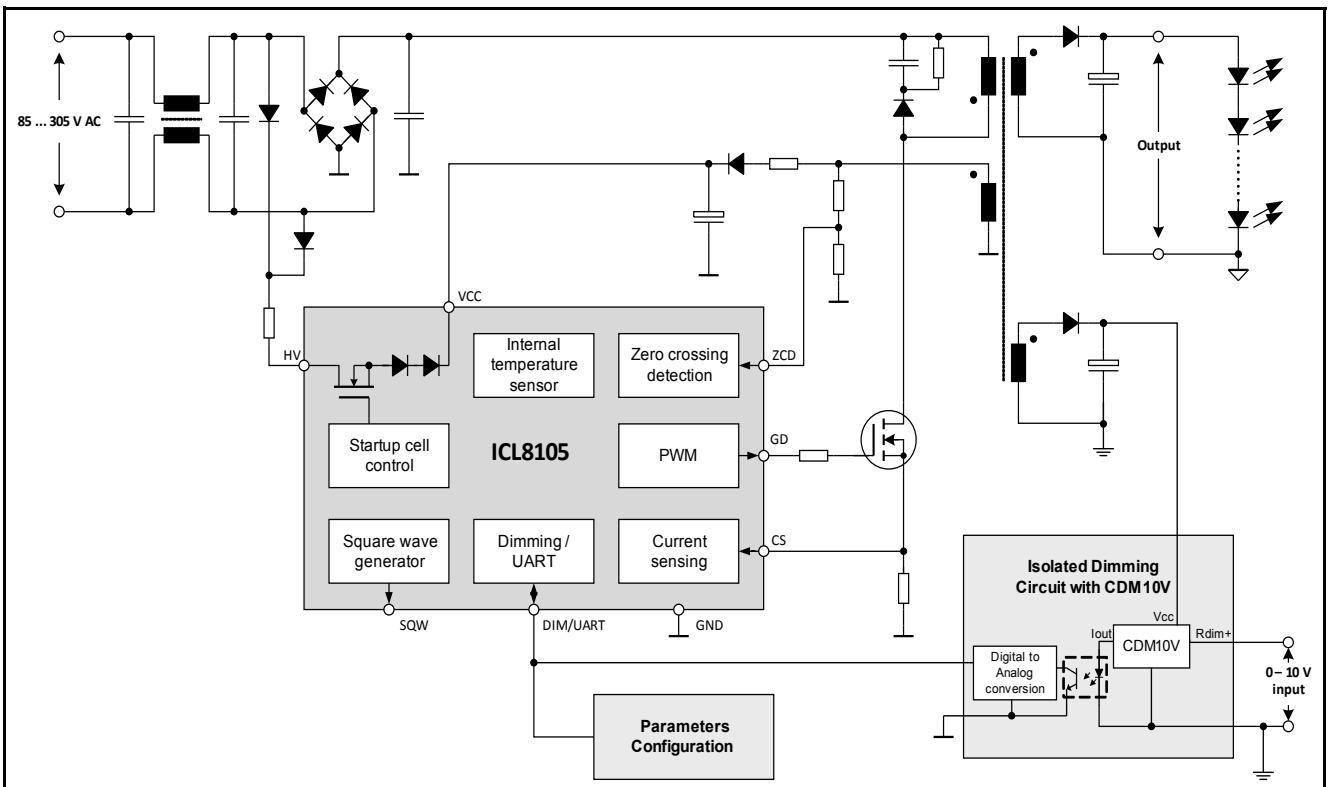 85 ... 305 V AC
Output
VCC
HV
Internal
temperature
sensor
Zero crossing
detection
ZCD
Startup cell
control
ICL8105
PWM
GD
Square wave
generator
Dimming /
UART
Current
sensing
CS
SQW
DIM/UART
GND
Isolated Dimming
Circuit with CDM10V
Vcc
Iout
CDM10V
Rdim+
Digital to
Analog
conversion
0 – 10 V
input
Parameters
Configuration